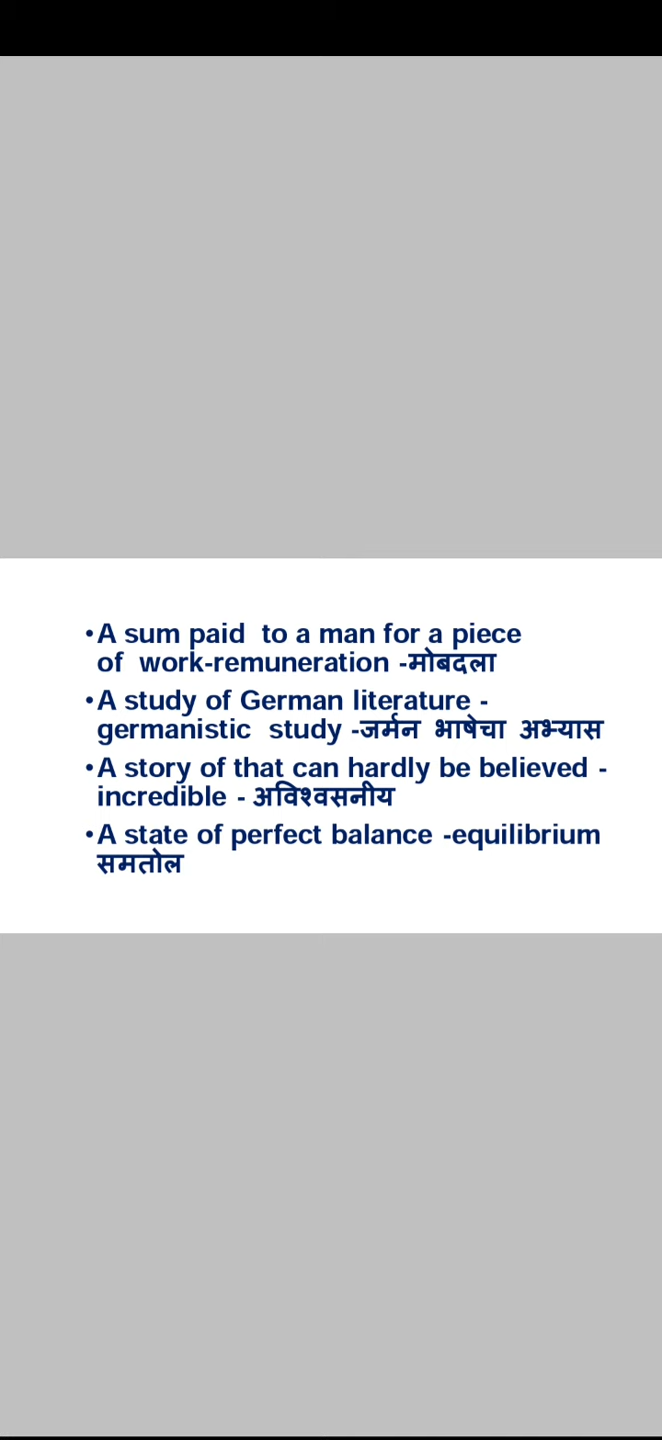 •A sum paid to a man for a piece
of work-remuneration -मोबदला
•A study of German literature -
germanistic study -जर्मन भाषेचा अभ्यास
•A story of that can hardly be believed -
incredible - अविश्वसनीय
•A state of perfect balance -equilibrium
समतोल